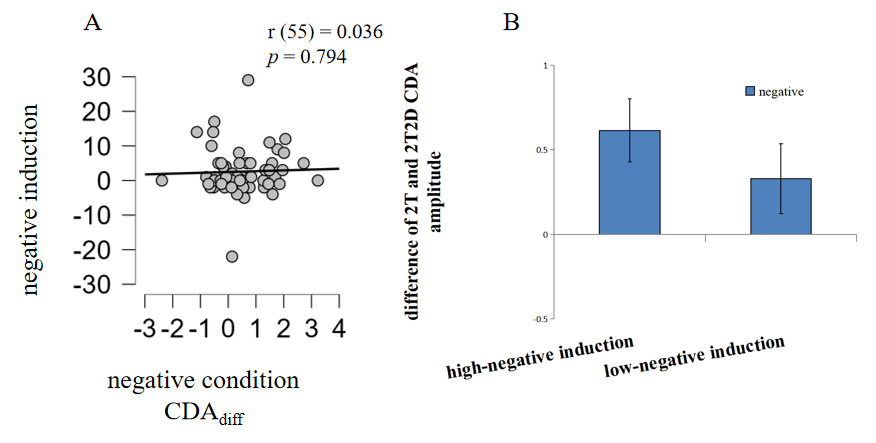 A
r (55) = 0.036
p = 0.794
negative induction
30
20
10
0
-10
-20
-30
-3 -2 -1 0 1 2 3 4
negative condition
CDAdiff
B
difference of 2T and 2T2D CDA
amplitude
1
0.5
0
-0.5
negative
high-negative induction
low-negative induction